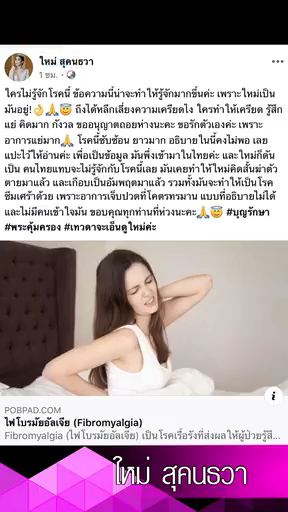 ใหม่ สุคนธวา
1 ชม. •
ใครไม่รู้จักโรคนี้ ข้อความนี้น่าจะทำให้รู้จักมากขึ้นค่ะ เพราะใหม่เป็น
มันอยู่!👌🙏😇 ถึงได้หลีกเลี่ยงความเครียดไง ใครทำให้เครียด รู้สึก
แย่ คิดมาก กังวล ขออนุญาตถอยห่างนะคะ ขอรักตัวเองค่ะ เพราะ
อาการแย่มาก🙏 โรคนี้ซับซ้อน ยาวมาก อธิบายในนี้คงไม่พอ เลย
แปะไว้ให้อ่านค่ะ เพื่อเป็นข้อมูล มันพึ่งเข้ามาในไทยค่ะ และใหม่ก็ดัน
เป็น คนไทยแทบจะไม่รู้จักกับโรคนี้เลย มันเคยทำให้ใหม่คิดสั้นฆ่าตัว
ตายมาแล้ว และเกือบเป็นอัมพฤตมาแล้ว รวมทั้งมันจะทำให้เป็นโรค
ซึมเศร้าด้วย เพราะอาการเจ็บปวดที่โคตรทรมาน แบบที่อธิบายไม่ได้
และไม่มีคนเข้าใจมัน ขอบคุณทุกท่านที่ห่วงนะคะ🙏😇 #บุญรักษา
#พระคุ้มครอง #เทวดาจะเอ็นดูใหม่ค่ะ
i
POBPAD.COM
ไฟโบรมัยอัลเจีย (Fibromyalgia)
Fibromyalgia (ไฟโบรมัยอัลเจีย) เป็นโรคเรื้อรังที่ส่งผลให้ผู้ป่วยรู้สึ...
ใหม่ สุคนธวา